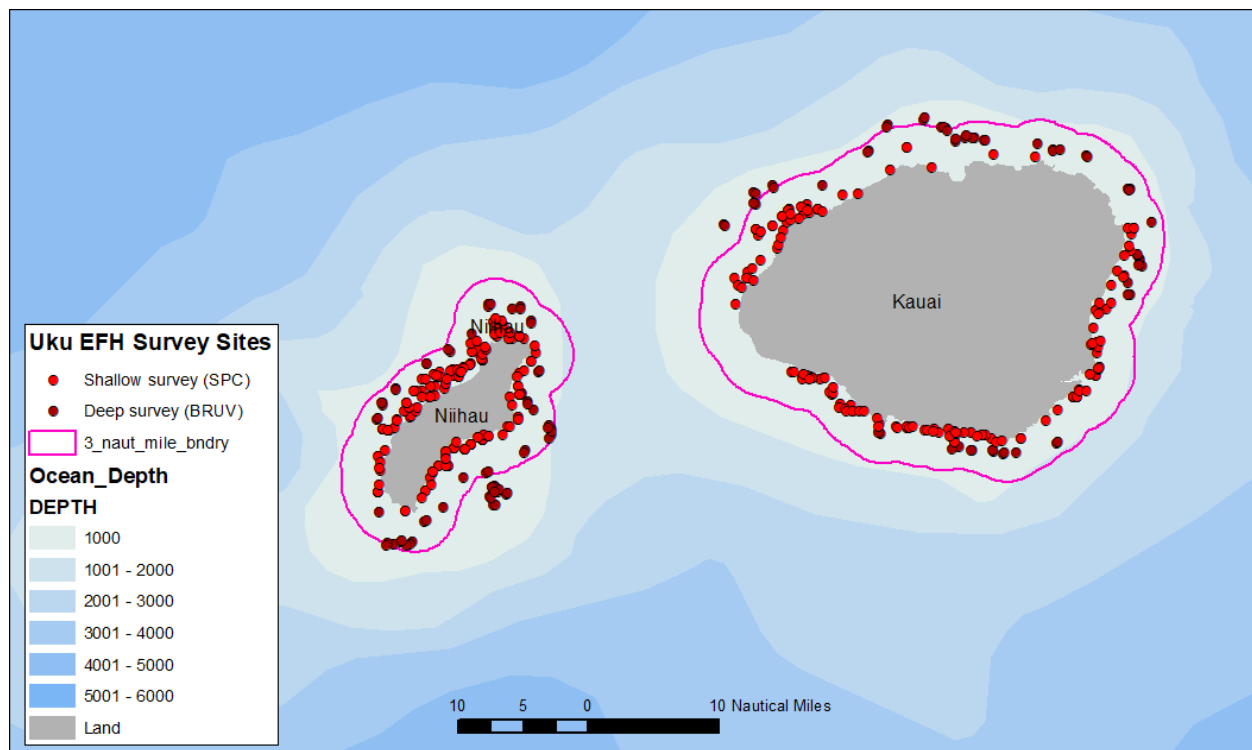 Kauai
Niihau
Niihau
Uku EFH Survey Sites
Shallow survey (SPC)
Deep survey (BRUV)
3_naut_mile_bndry
Ocean_Depth
DEPTH
1000
1001 - 2000
2001 - 3000
3001 - 4000
4001 - 5000
5001 - 6000
Land
10 5 0 10 Nautical Miles